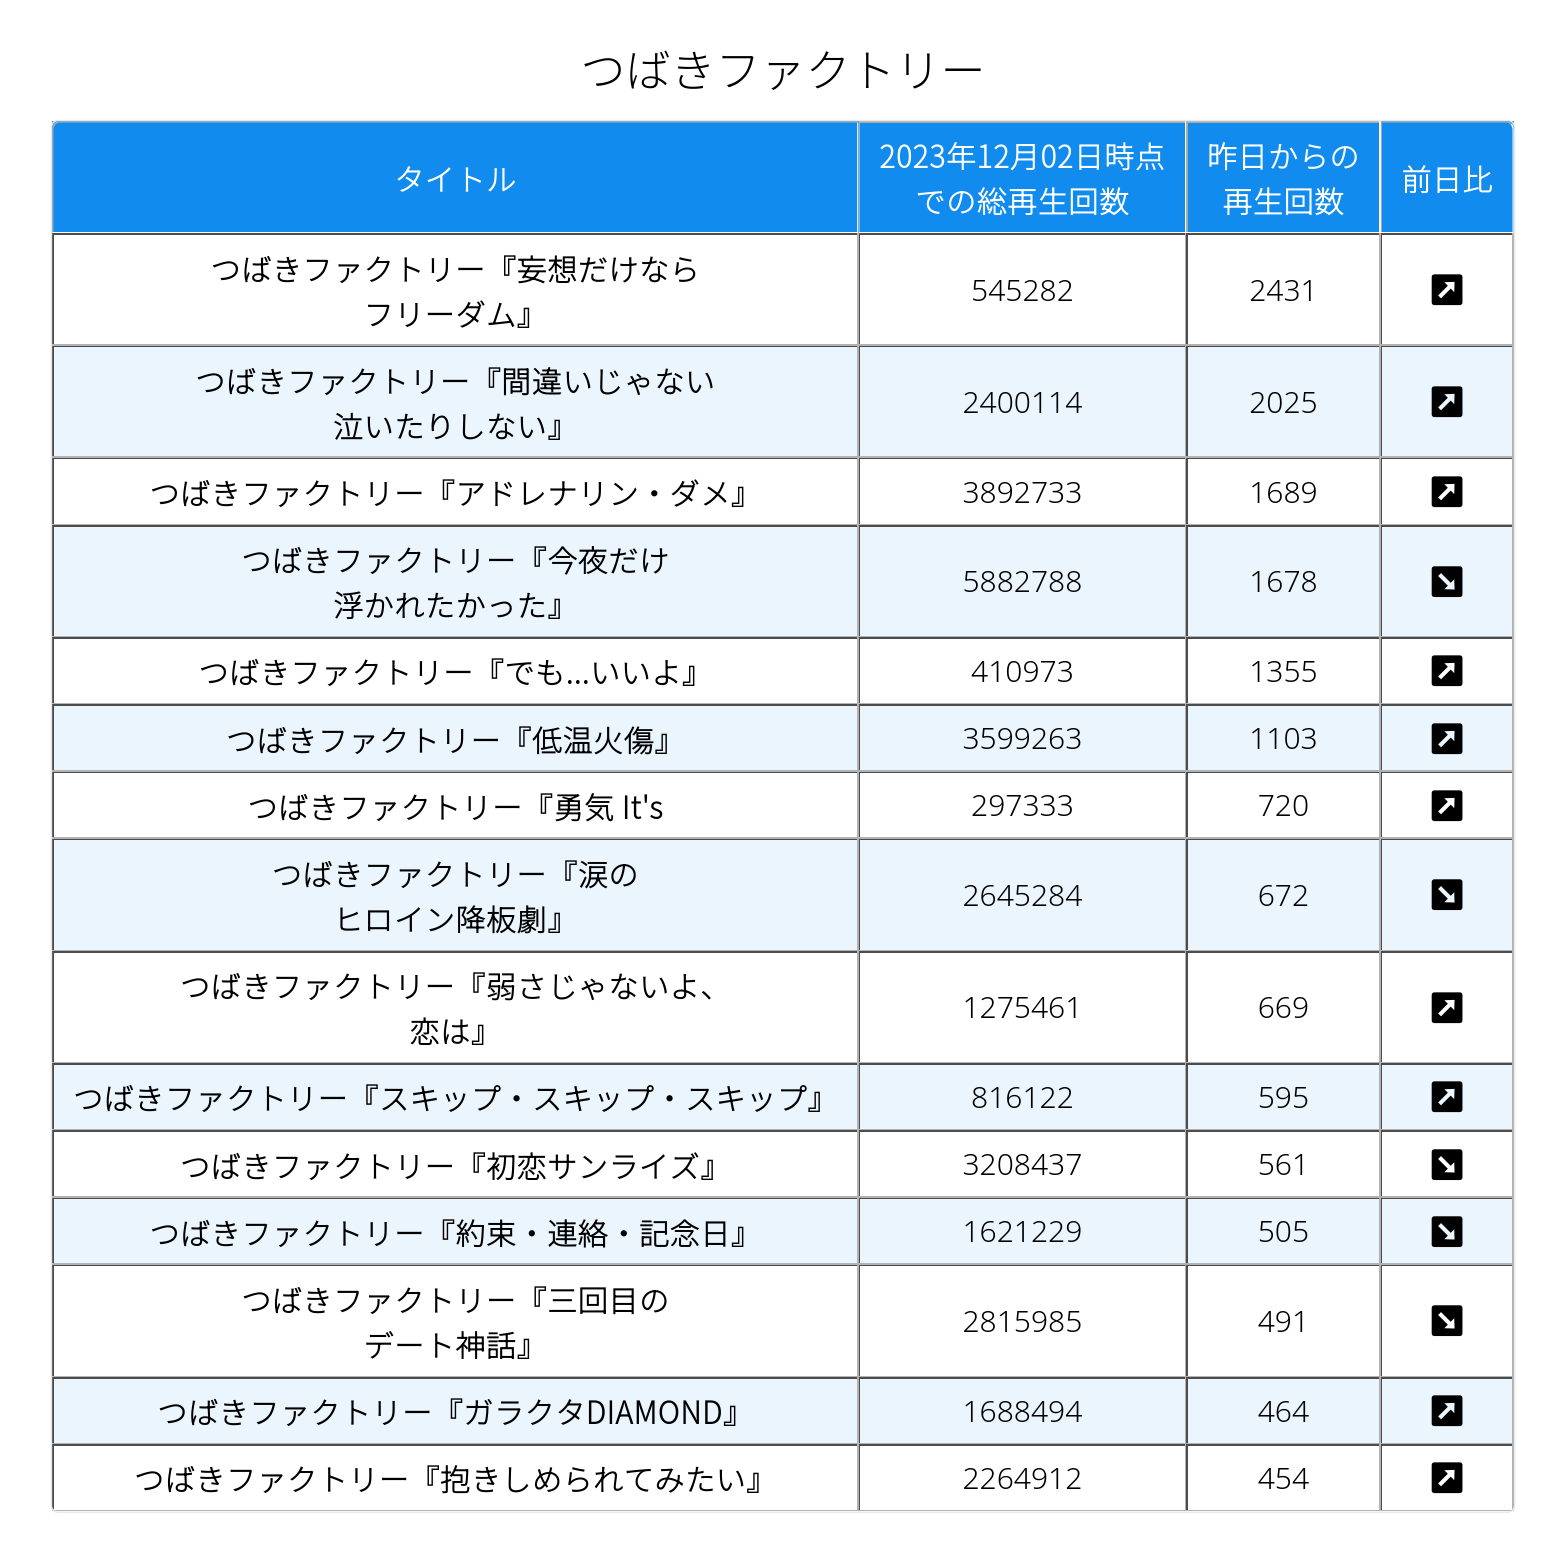 つばきファクトリー
タイトル
2023年12月02日時点
での総再生回数
昨日からの
再生回数
前日比
つばきファクトリー『妄想だけなら
フリーダム』
545282
2431
つばきファクトリー『間違いじゃない
泣いたりしない』
2400114
2025
つばきファクトリー『アドレナリン・ダメ』
3892733
1689
つばきファクトリー『今夜だけ
浮かれたかった』
5882788
1678
つばきファクトリー『でも...いいよ』
410973
1355
つばきファクトリー『低温火傷』
3599263
1103
つばきファクトリー『勇気 It's
297333
720
つばきファクトリー『涙の
ヒロイン降板劇』
2645284
672
つばきファクトリー『弱さじゃないよ、
恋は』
1275461
669
つばきファクトリー『スキップ・スキップ・スキップ』
816122
595
つばきファクトリー『初恋サンライズ』
3208437
561
つばきファクトリー『約束・連絡・記念日』
1621229
505
つばきファクトリー『三回目の
デート神話』
2815985
491
つばきファクトリー『ガラクタDIAMOND』
1688494
464
つばきファクトリー『抱きしめられてみたい』
2264912
454